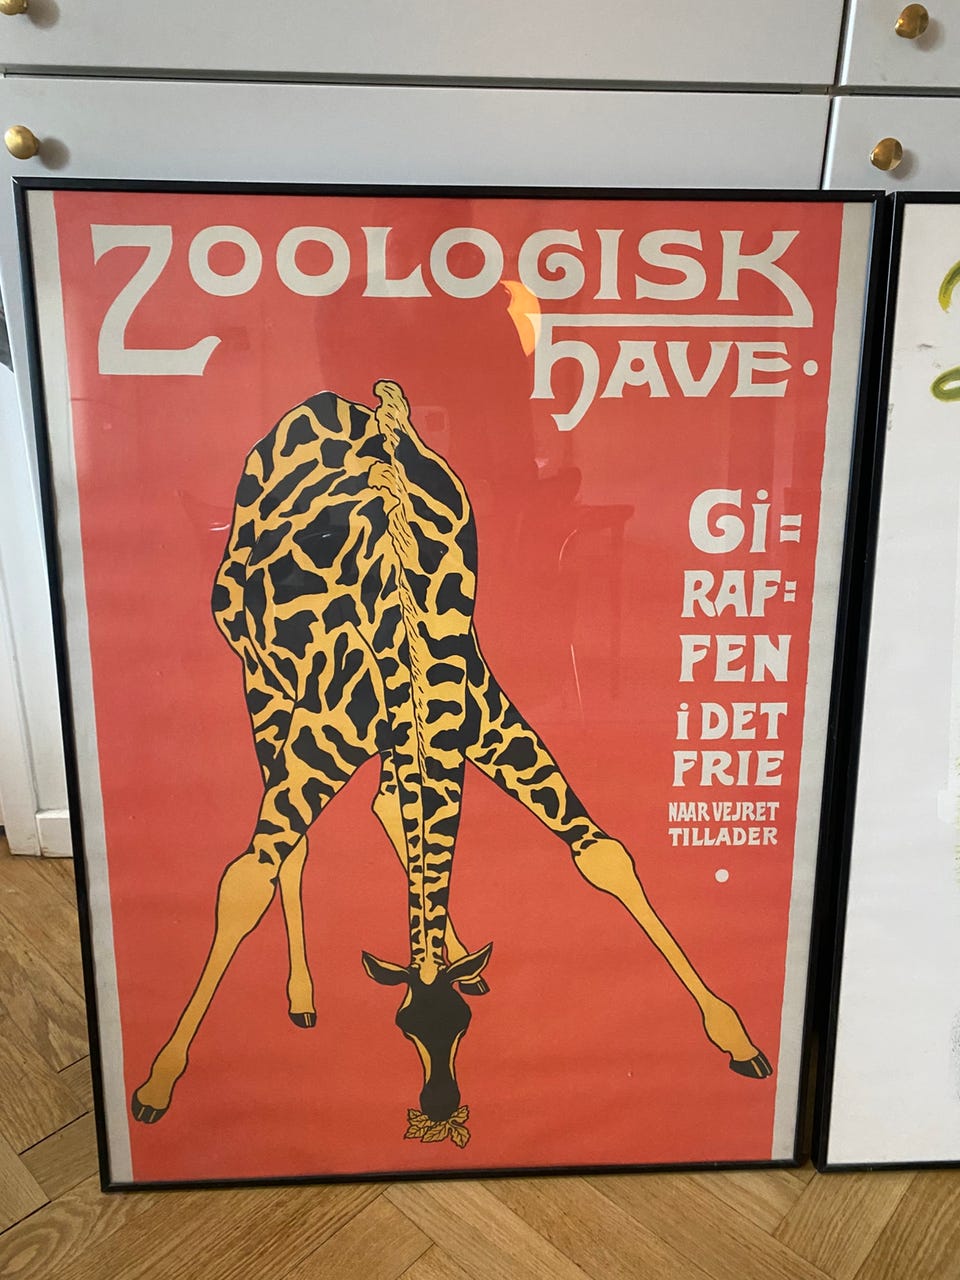 ZOOLOGISK
HAVE.
Gi=
RAF=
FEN
i DET
FRIE
NAAR VEJRET
TILLADER
.